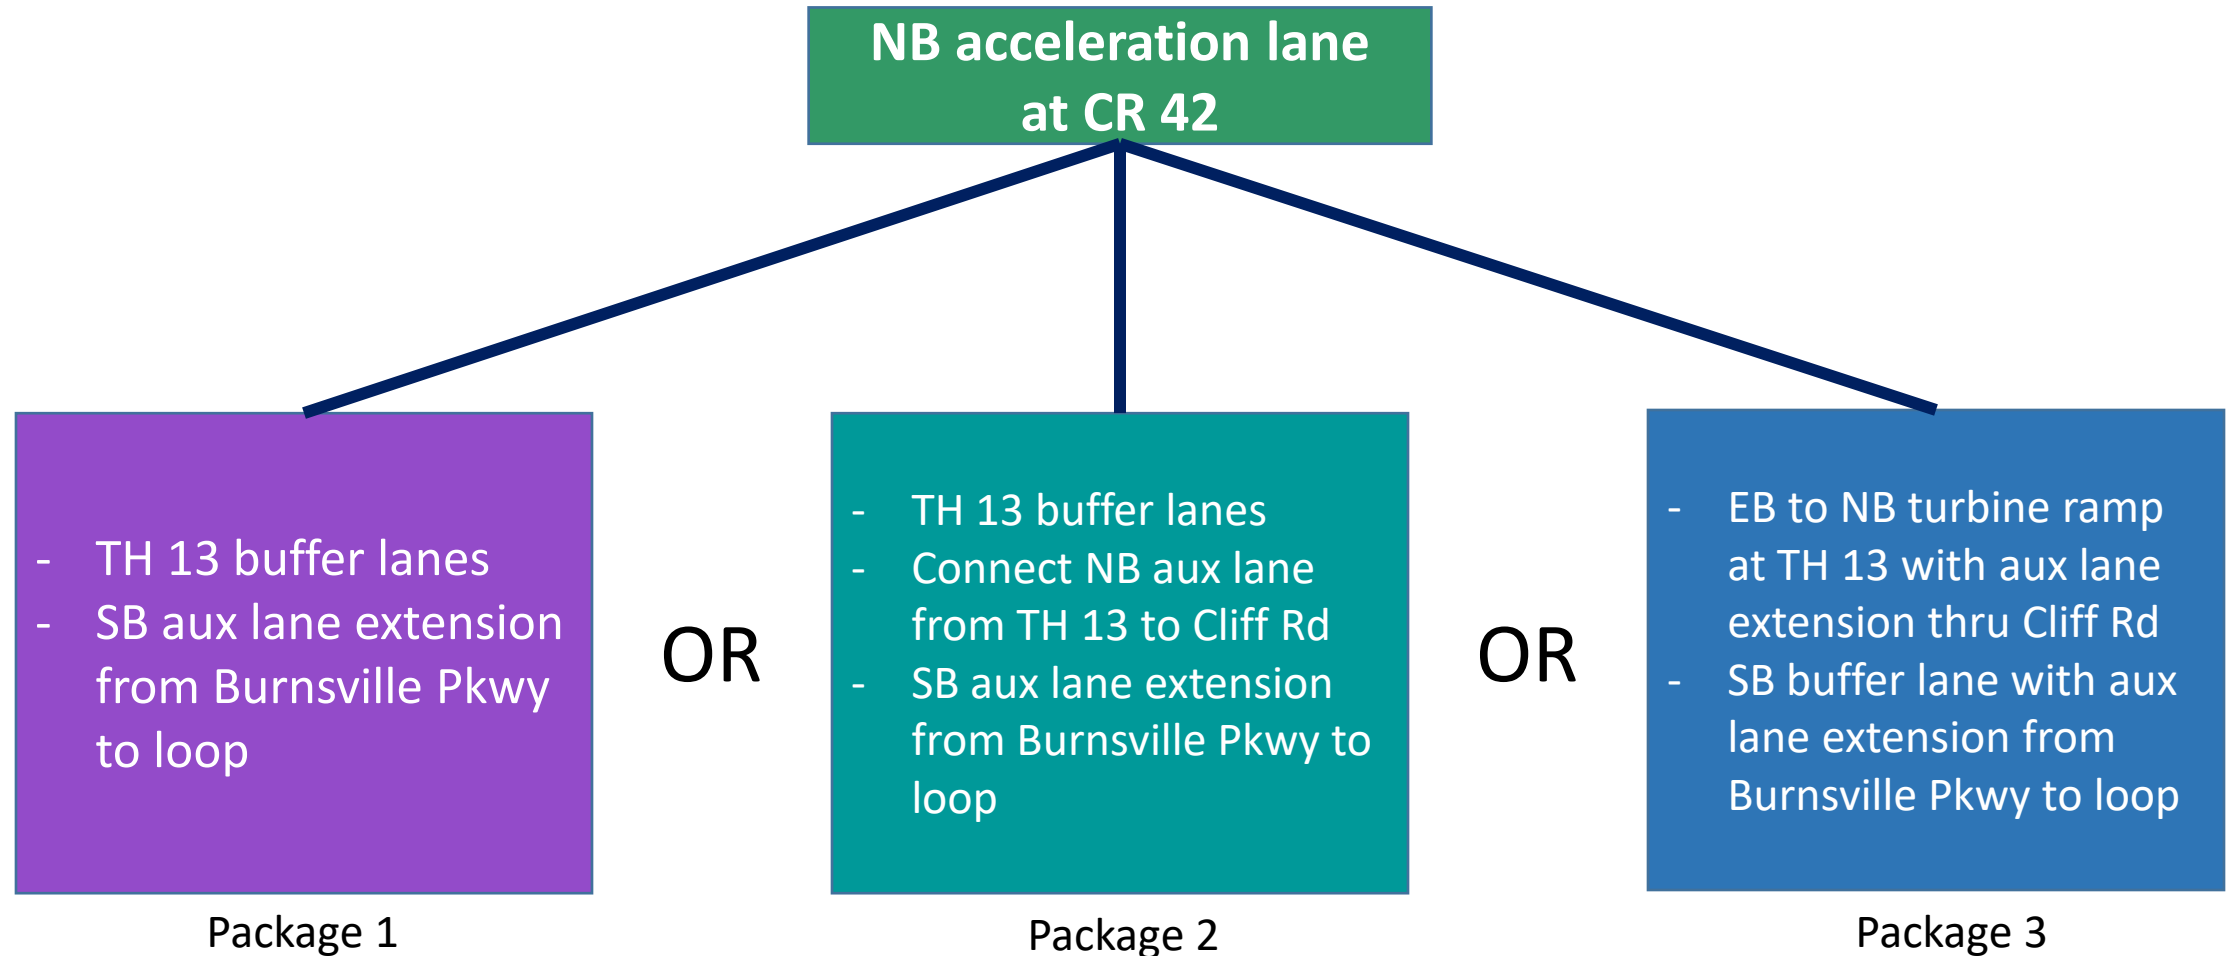 NB acceleration lane
at CR 42
- TH 13 buffer lanes
- SB aux lane extension
from Burnsville Pkwy
to loop
Package 1
OR
- TH 13 buffer lanes
- Connect NB aux lane
from TH 13 to Cliff Rd
- SB aux lane extension
from Burnsville Pkwy to
loop
Package 2
OR
- EB to NB turbine ramp
at TH 13 with aux lane
extension thru Cliff Rd
- SB buffer lane with aux
lane extension from
Burnsville Pkwy to loop
Package 3